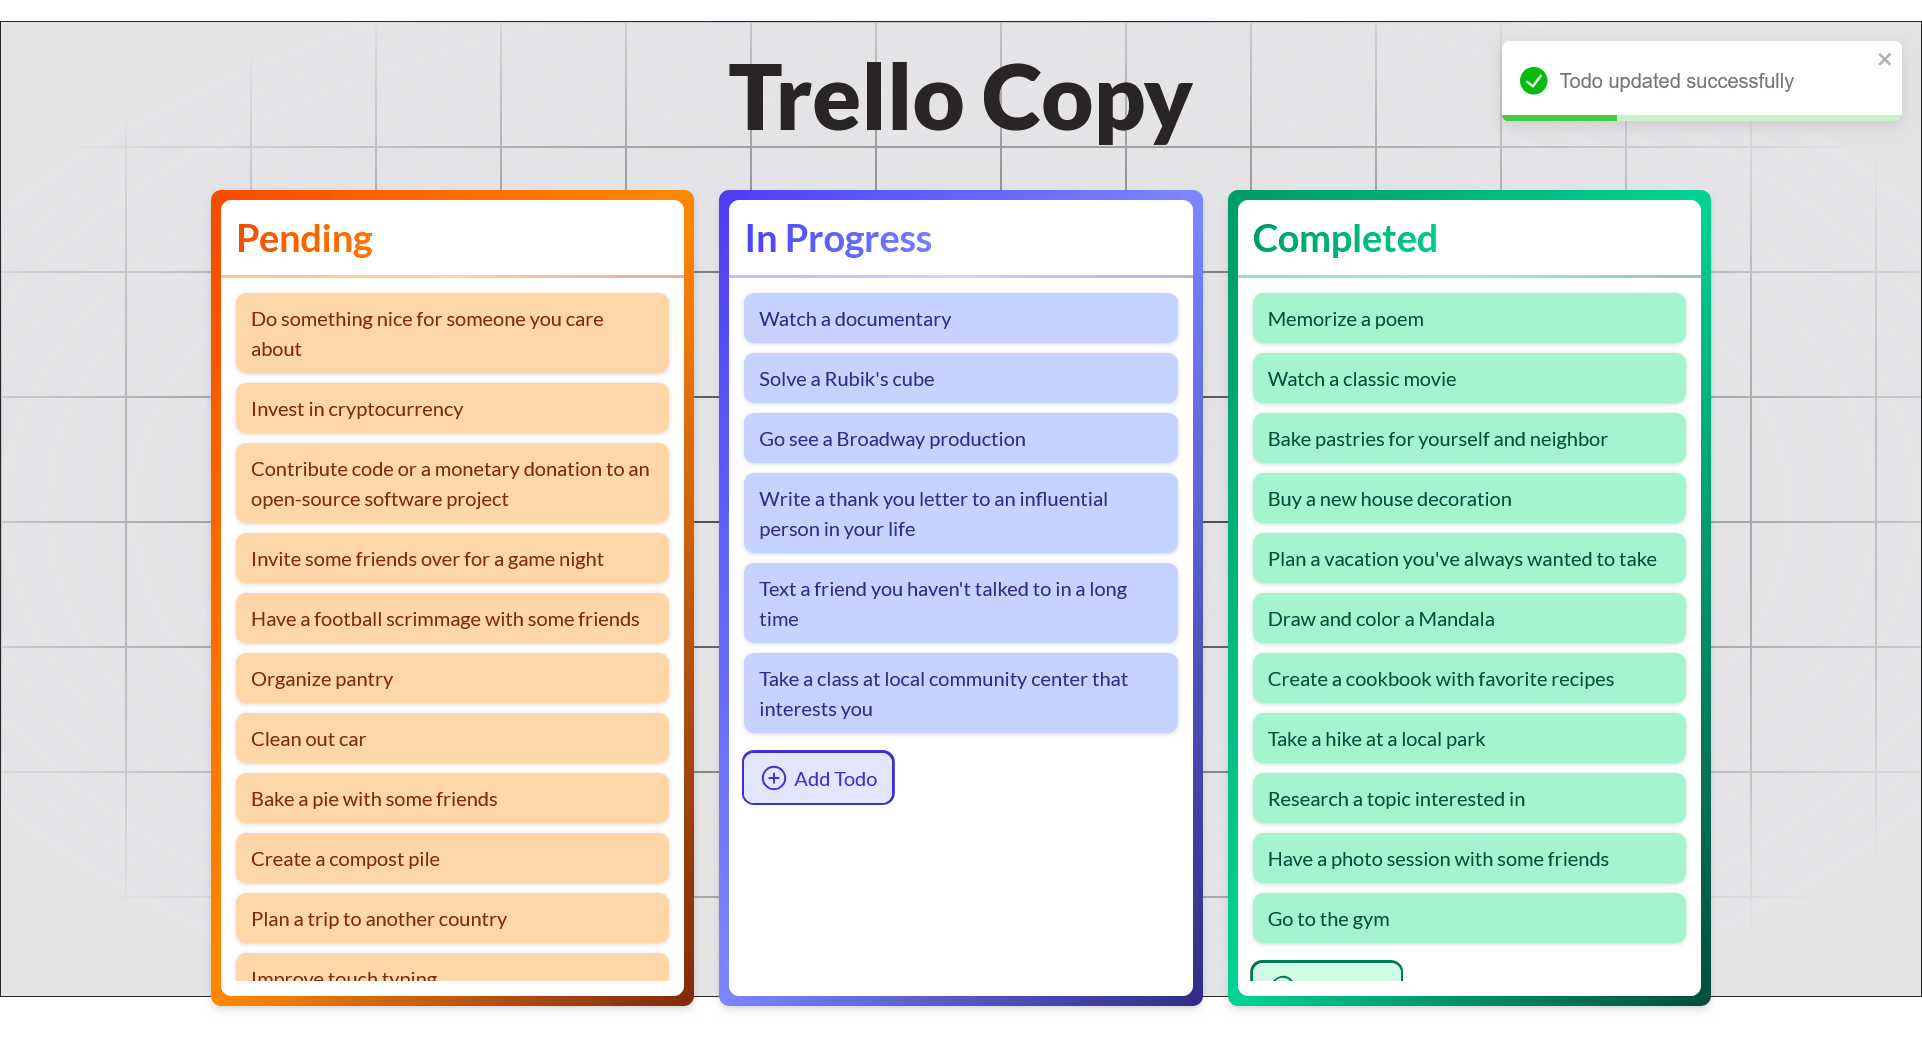 Trello Copy
Todo updated successfully
Pending
Do something nice for someone you care
about
Invest in cryptocurrency
Contribute code or a monetary donation to an
open-source software project
Invite some friends over for a game night
Have a football scrimmage with some friends
Organize pantry
Clean out car
Bake a pie with some friends
Create a compost pile
Plan a trip to another country
Improve touch typing
In Progress
Watch a documentary
Solve a Rubik's cube
Go see a Broadway production
Write a thank you letter to an influential
person in your life
Text a friend you haven't talked to in a long
time
Take a class at local community center that
interests you
Add Todo
Completed
Memorize a poem
Watch a classic movie
Bake pastries for yourself and neighbor
Buy a new house decoration
Plan a vacation you've always wanted to take
Draw and color a Mandala
Create a cookbook with favorite recipes
Take a hike at a local park
Research a topic interested in
Have a photo session with some friends
Go to the gym